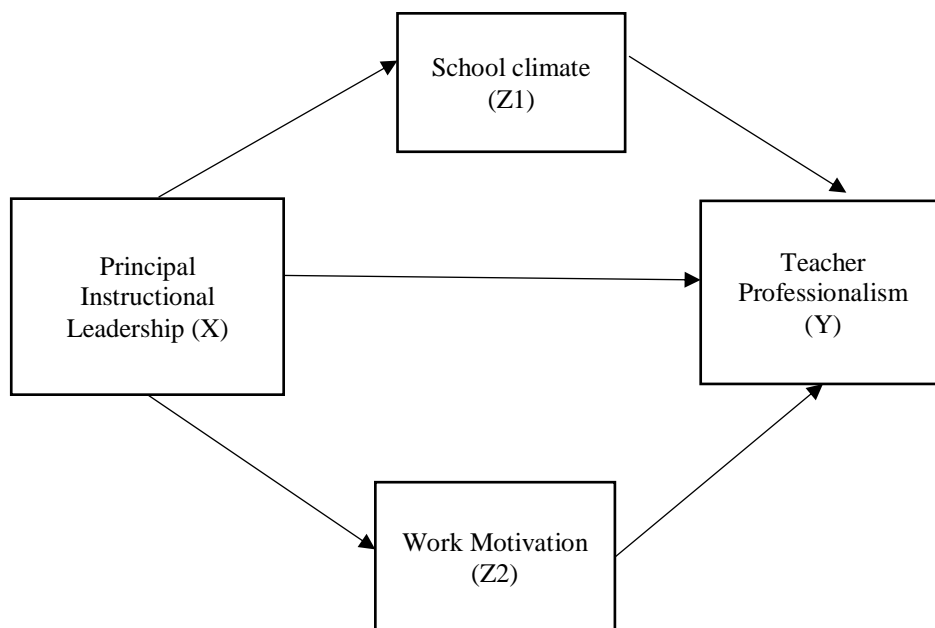 School climate
(Z1)
Principal
Instructional
Leadership (X)
Teacher
Professionalism
(Y)
Work Motivation
(Z2)